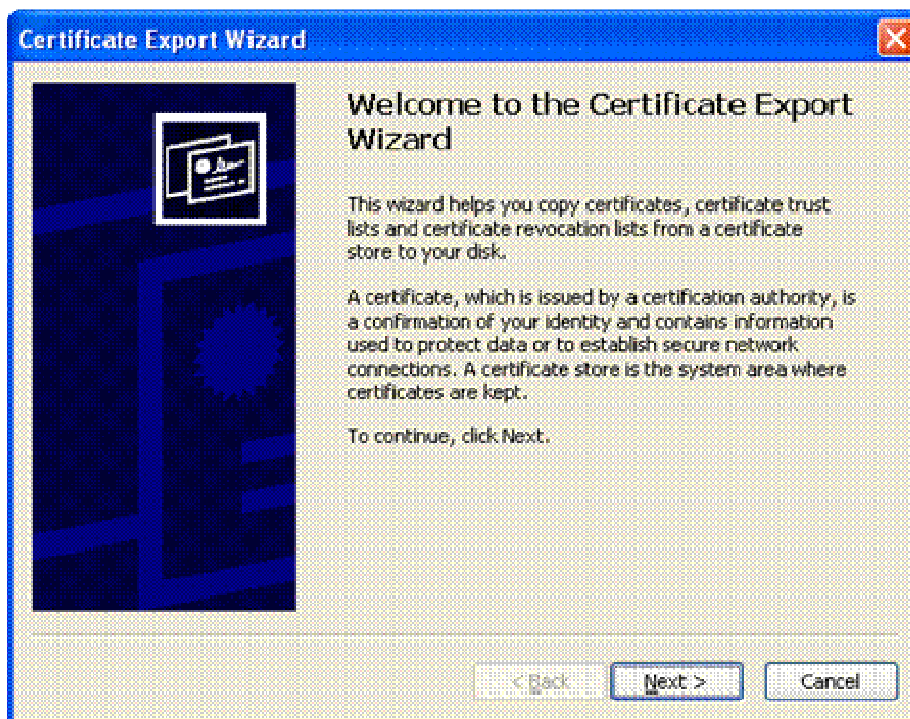 Certificate Export Wizard
Welcome to the Certificate Export
Wizard
This wizard helps you copy certificates, certificate trust
lists and certificate revocation lists from a certificate
store to your disk.
A certificate, which is issued by a certification authority, is
a confirmation of your identity and contains information
used to protect data or to establish secure network
connections. A certificate store is the system area where
certificates are kept.
To continue, click Next.
< Back
Next >
Cancel